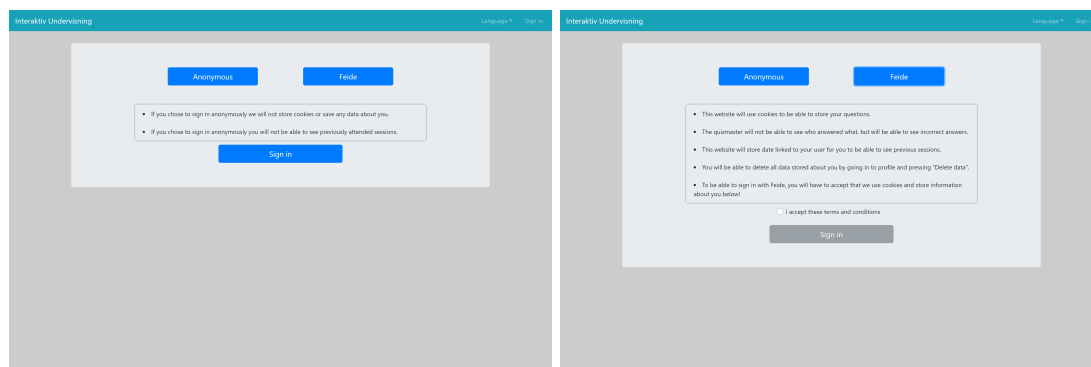 Interaktiv Undervisning
Language
Sign in
Anonymous
Feide
• If you chose to sign in anonymously we will not store cookies or save any data about you.
• If you chose to sign in anonymously you will not be able to see previously attended sessions.
Sign in
Interaktiv Undervisning
Language
Sign i
Anonymous
Feide
• This website will use cookies to be able to store your questions.
• The quizmaster will not be able to see who answered what, but will be able to see incorrect answers.
• This website will store date linked to your user for you to be able to see previous sessions.
• You will be able to delete all data stored about you by going in to profile and pressing "Delete data".
• To be able to sign in with Feide, you will have to accept that we use cookies and store information
about you below!
I accept these terms and conditions
Sign in